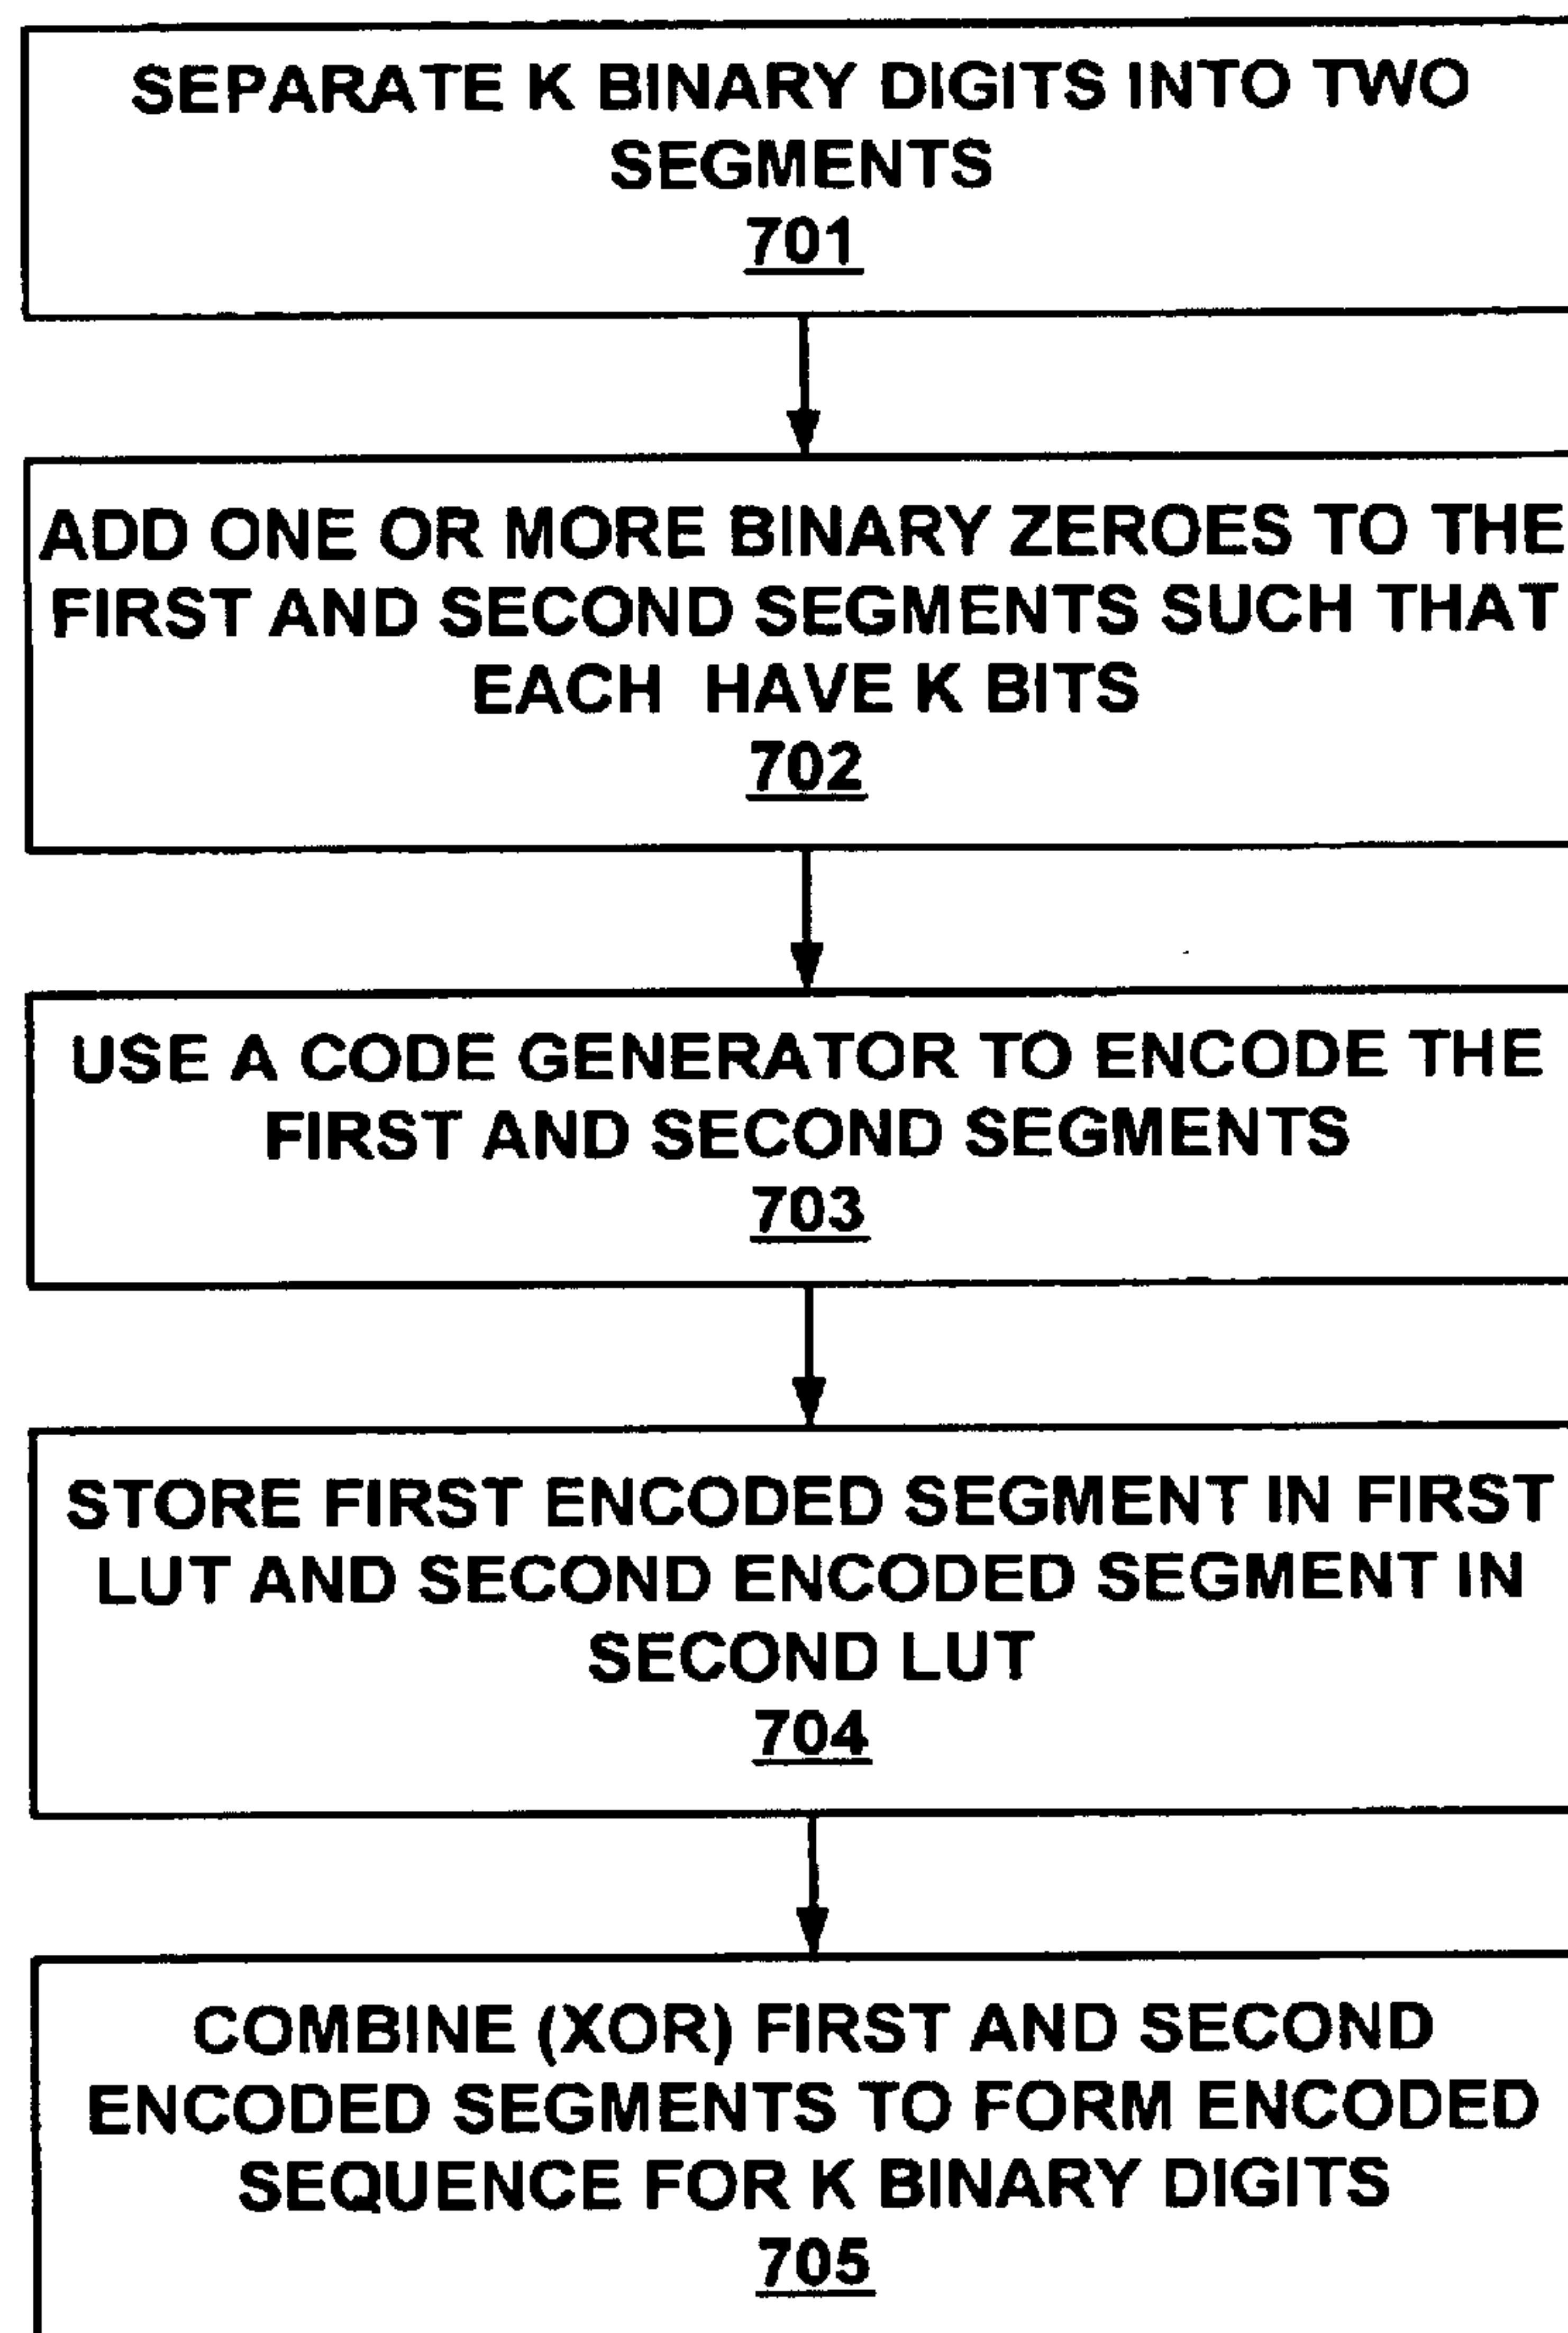 SEPARATE K BINARY DIGITS INTO TWO
SEGMENTS
701
ADD ONE OR MORE BINARY ZEROES TO THE
FIRST AND SECOND SEGMENTS SUCH THAT
EACH HAVE K BITS
702
USE A CODE GENERATOR TO ENCODE THE
FIRST AND SECOND SEGMENTS
703
STORE FIRST ENCODED SEGMENT IN FIRST
LUT AND SECOND ENCODED SEGMENT IN
SECOND LUT
704
COMBINE (XOR) FIRST AND SECOND
ENCODED SEGMENTS TO FORM ENCODED
SEQUENCE FOR K BINARY DIGITS
705